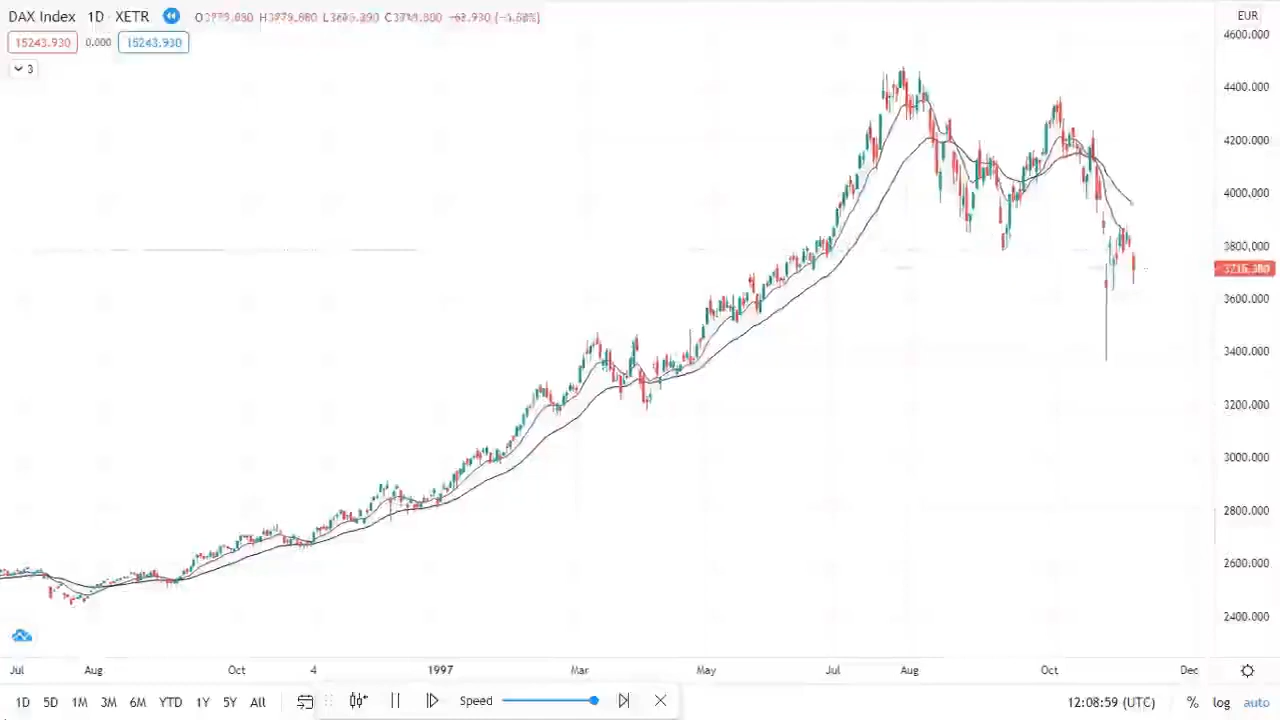 DAX Index 1D XETR
15243.930 0.000 15243.930
3
EUR
4600.000
4400.000
4200.000
4000.000
3800.000
3600.000
3400.000
3200.000
3000.000
2800.000
2600.000
2400.000
Jul Aug Oct 4 1997 Mar May Jul Aug Oct Dec
1D 5D 1M 3M 6M YTD 1Y 5Y All Speed 12:08:59 (UTC) % log auto